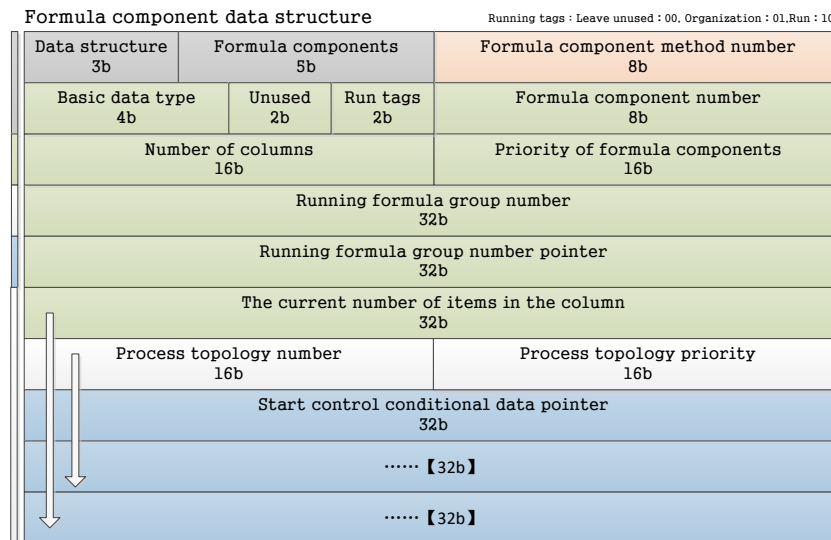 Formula component data structure
Running tags : Leave unused : 00, Organization : 01,Run : 10
Data structure
3b
Formula components
5b
Formula component method number
8b
Basic data type
4b
Unused
2b
Run tags
2b
Formula component number
8b
Number of columns
16b
Priority of formula components
16b
Running formula group number
32b
Running formula group number pointer
32b
The current number of items in the column
32b
Process topology number
16b
Process topology priority
16b
Start control conditional data pointer
32b
……【32b】
……【32b】